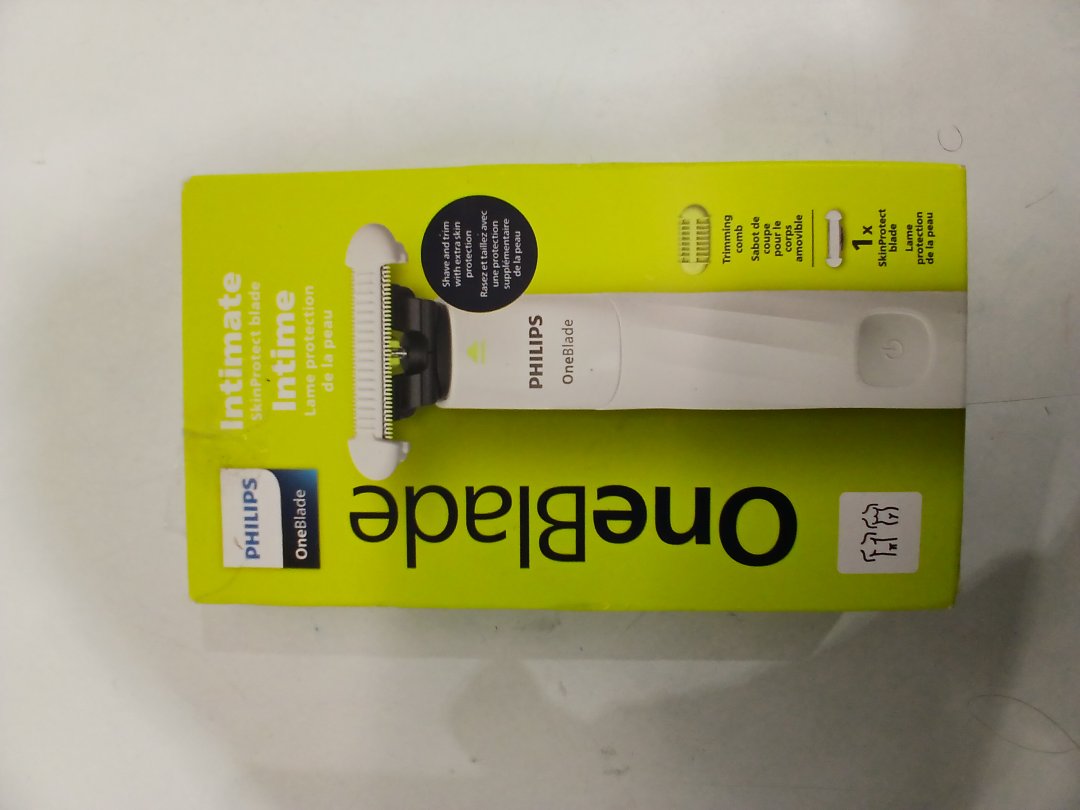 PHILIPS
OneBlade
Intimate
SkinProtect blade
Intime
Lame protection
de la peau
Shave and trim
with extra skin
protection
Rasez et taillez avec
une protection
supplémentaire
de la peau
PHILIPS
OneBlade
OneBlade
Trimming
comb
Sabot de
coupe
pour le
corps
amovible
1x
SkinProtect
blade
Lame
protection
de la peau